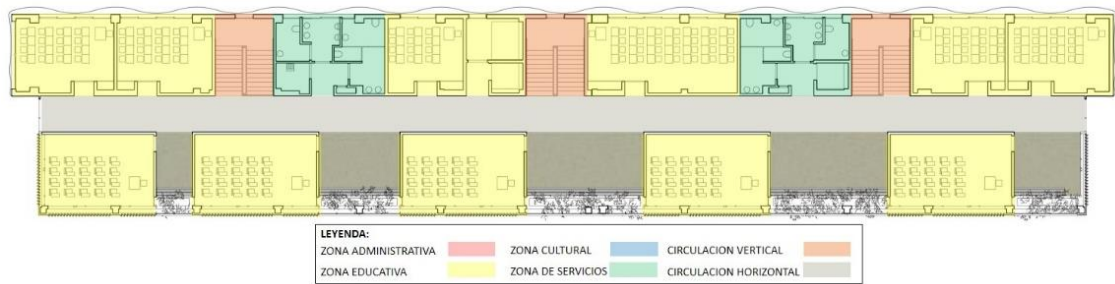 LEYENDA:
ZONA ADMINISTRATIVA ZONA CULTURAL CIRCULACION VERTICAL
ZONA EDUCATIVA ZONA DE SERVICIOS CIRCULACION HORIZONTAL